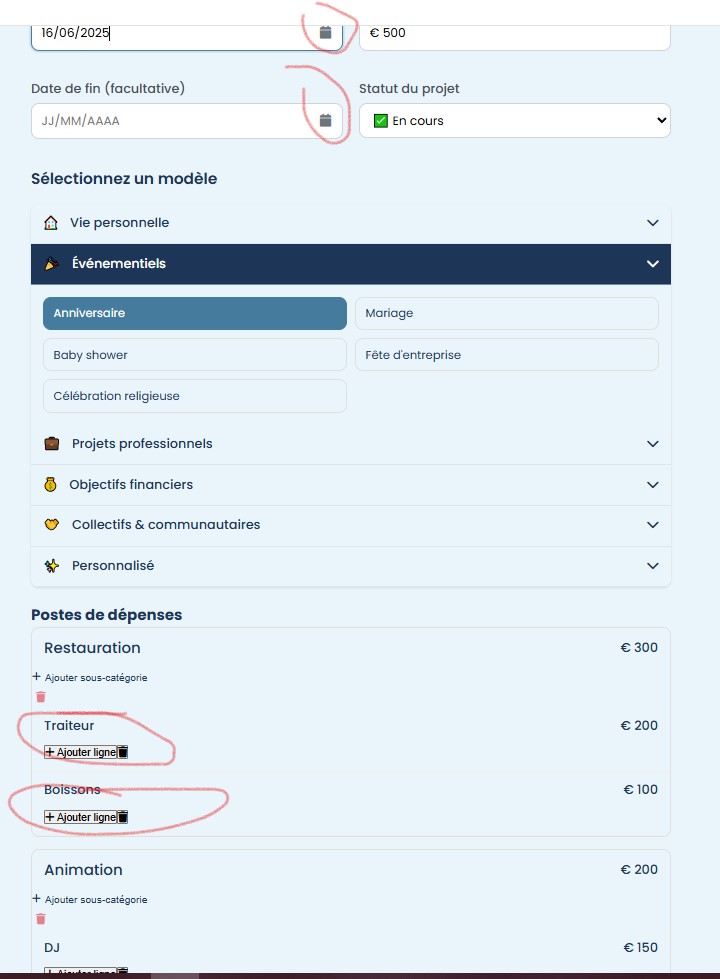 16/06/2025
€ 500
Date de fin (facultative)
Statut du projet
JJ/MM/AAAA
En cours
Sélectionnez un modèle
Vie personnelle
Événementiels
Anniversaire
Mariage
Baby shower
Fête d'entreprise
Célébration religieuse
Projets professionnels
Objectifs financiers
Collectifs & communautaires
Personnalisé
Postes de dépenses
Restauration
€ 300
+ Ajouter sous-catégorie
Traiteur
€ 200
+ Ajouter ligne
Boissons
€ 100
+ Ajouter ligne
Animation
€ 200
+ Ajouter sous-catégorie
DJ
€ 150
+ Ajouter ligne